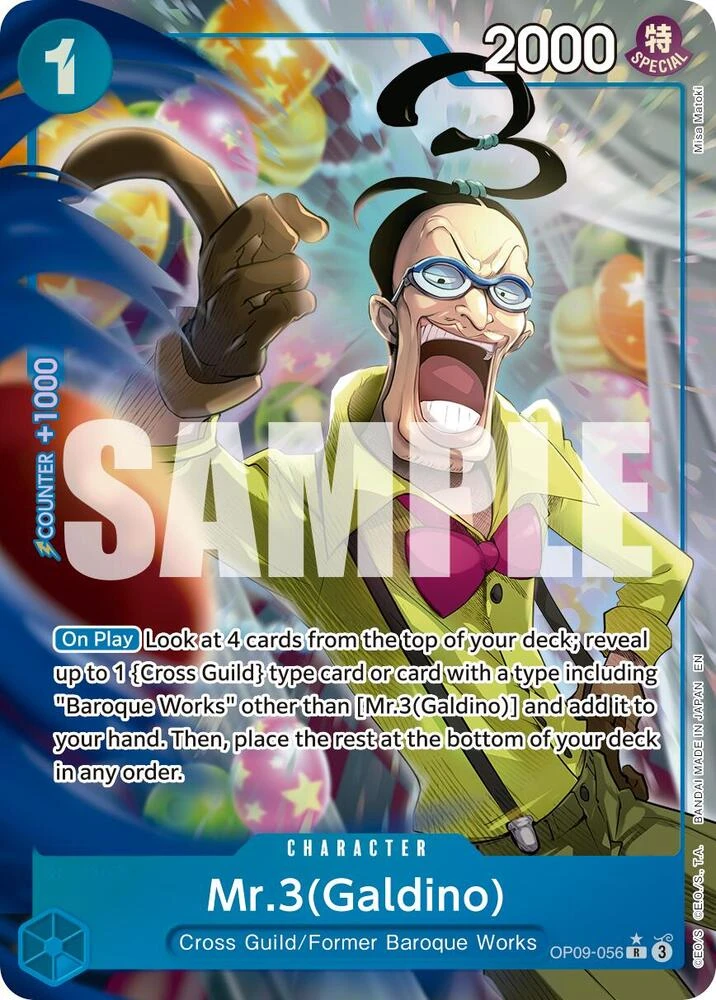 1
2000
特
SPECIAL
Misa Matoki
COUNTER +1000
SAMPLE
On Play Look at 4 cards from the top of your deck; reveal
up to 1 {Cross Guild} type card or card with a type including
"Baroque Works" other than [Mr.3(Galdino)] and add it to
your hand. Then, place the rest at the bottom of your deck
in any order.
©E.O/S ©E.O./S., T.A. BANDAI MADE IN JAPAN EN
CHARACTER
Mr.3(Galdino)
Cross Guild/Former Baroque Works
OP09-056 R 3